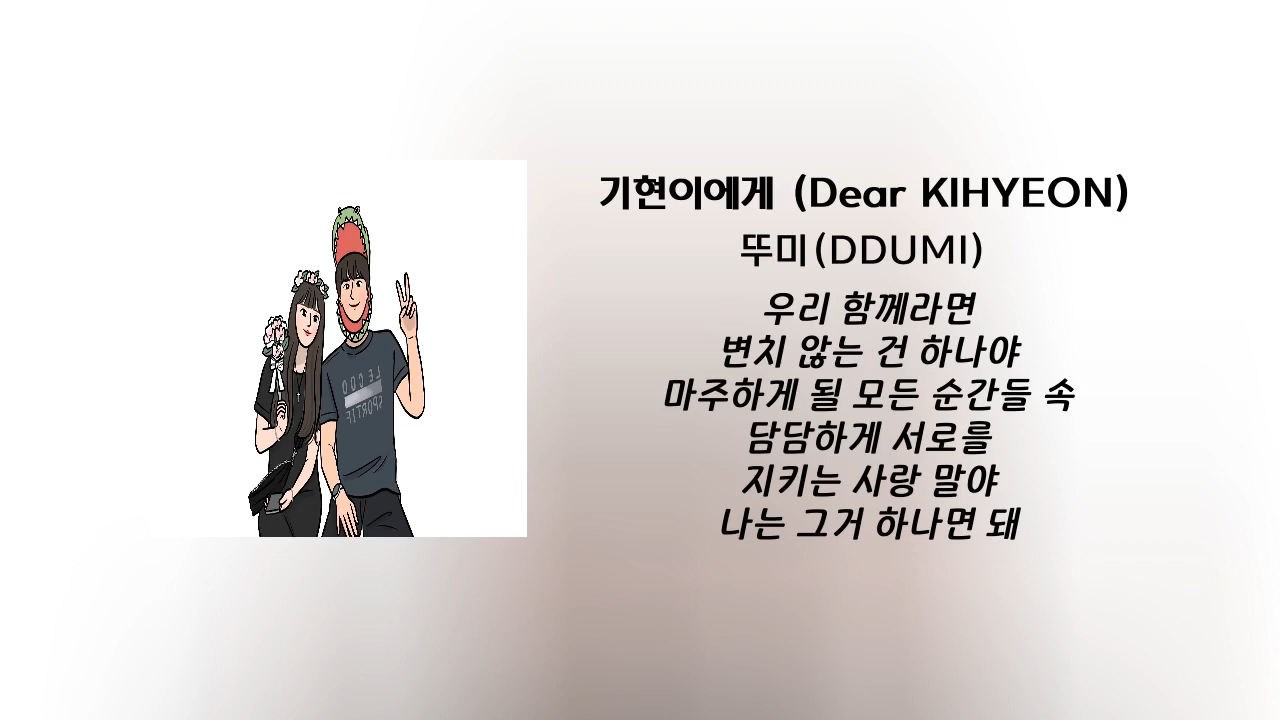 기현이에게 (Dear KIHYEON)
뚜미(DDUMI)
우리 함께라면
변치 않는 건 하나야
마주하게 될 모든 순간들 속
담담하게 서로를
지키는 사랑 말야
나는 그거 하나면 돼
LE COQ
SPORTIF